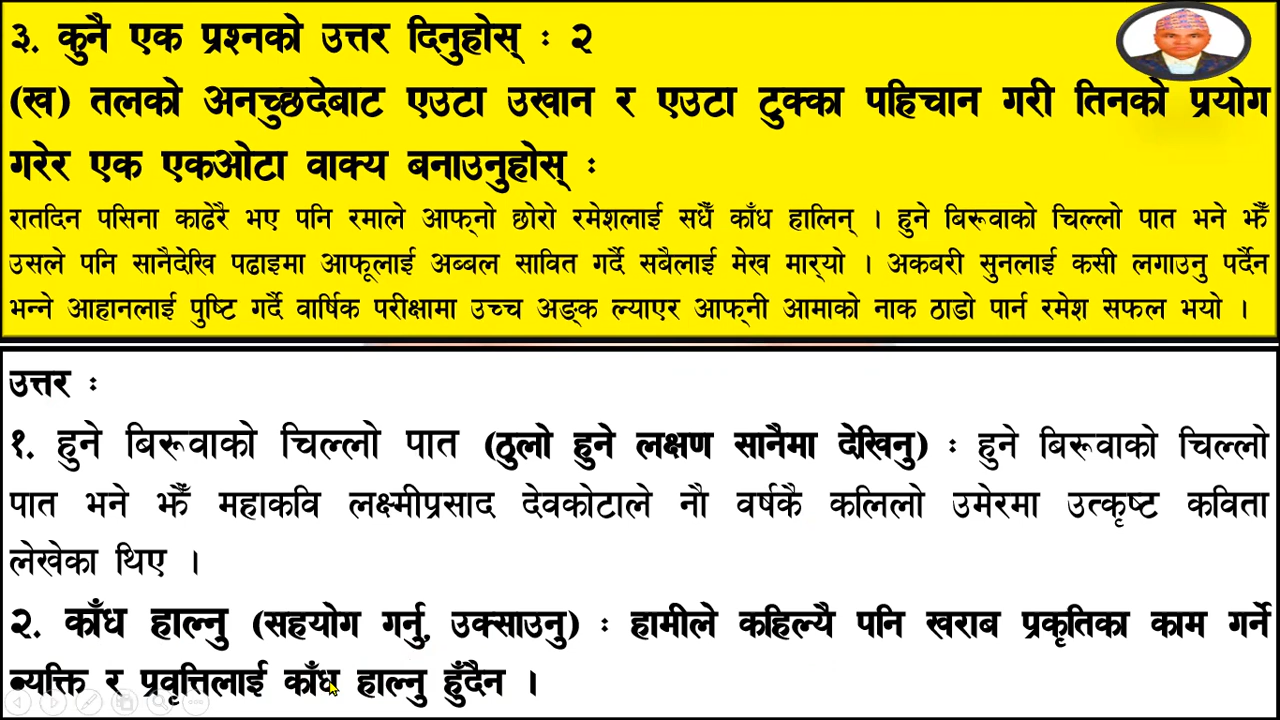 ३. कुनै एक प्रश्नको उत्तर दिनुहोस् : २
(ख) तलको अनच्छुदेबाट एउटा उखान र एउटा टुक्का पहिचान गरी तिनको प्रयोग
गरेर एक एकओटा वाक्य बनाउनुहोस् :
रातदिन पसिना काढेरै भए पनि रमाले आफ्नो छोरो रमेशलाई सधैँ काँध हालिन् । हुने बिरूवाको चिल्लो पात भने झैँ
उसले पनि सानैदेखि पढाइमा आफूलाई अब्बल सावित गर्दै सबैलाई मेख मार्‍यो । अकबरी सुनलाई कसी लगाउनु पर्दैन
भन्ने आहानलाई पुष्टि गर्दै वार्षिक परीक्षामा उच्च अङ्क ल्याएर आफ्नी आमाको नाक ठाडो पार्न रमेश सफल भयो ।
उत्तर :
१. हुने बिरूवाको चिल्लो पात (ठुलो हुने लक्षण सानैमा देखिनु) : हुने बिरूवाको चिल्लो
पात भने झैँ महाकवि लक्ष्मीप्रसाद देवकोटाले नौ वर्षकै कलिलो उमेरमा उत्कृष्ट कविता
लेखेका थिए ।
२. काँध हाल्नु (सहयोग गर्नु, उक्साउनु) : हामीले कहिल्यै पनि खराब प्रकृतिका काम गर्ने
ब्यक्ति र प्रवृत्तिलाई काँध हाल्नु हुँदैन ।